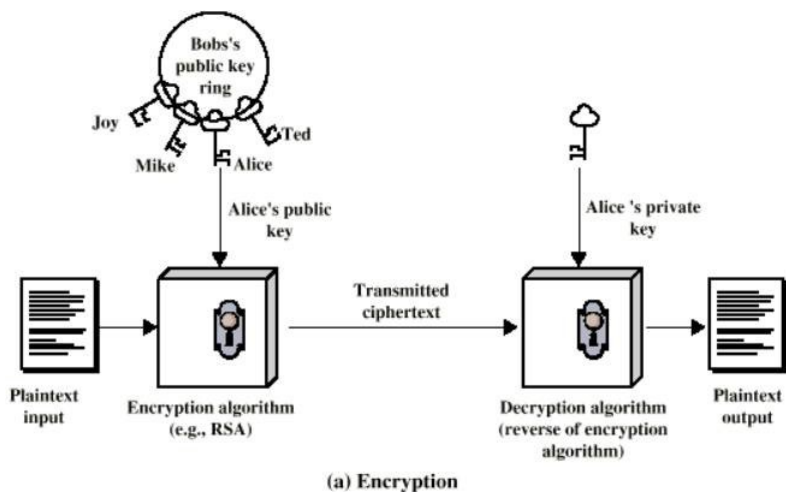 Bobs's
public key
ring
Joy
Ted
Mike
Alice
Alice's public
key
Alice 's private
key
Transmitted
ciphertext
Plaintext
input
Encryption algorithm
(e.g., RSA)
Decryption algorithm
(reverse of encryption
algorithm)
Plaintext
output
(a) Encryption